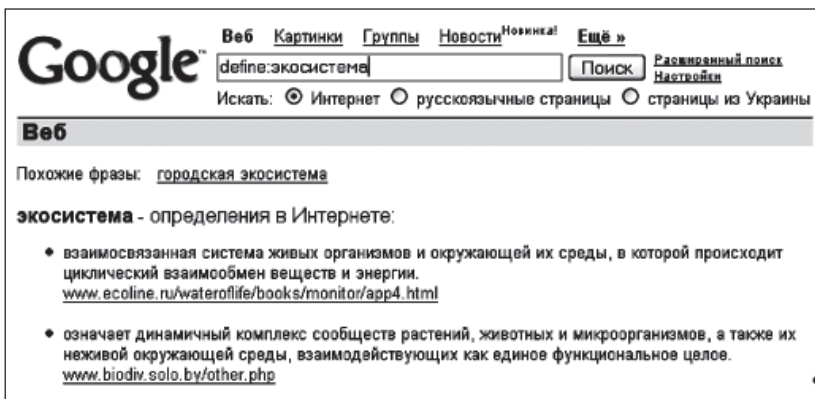 Веб Картинки Группы Новости Новинка! Ещё »
Google™ define:экосистема Поиск Расширенный поиск
Настройки
Искать: Интернет русскоязычные страницы страницы из Украины
Веб
Похожие фразы: городская экосистема
экосистема - определения в Интернете:
• взаимосвязанная система живых организмов и окружающей их среды, в которой происходит
циклический взаимообмен веществ и энергии.
www.ecoline.ru/wateroflife/books/monitor/app4.html
• означает динамичный комплекс сообществ растений, животных и микроорганизмов, а также их
неживой окружающей среды, взаимодействующих как единое функциональное целое.
www.biodiv.solo.by/other.php